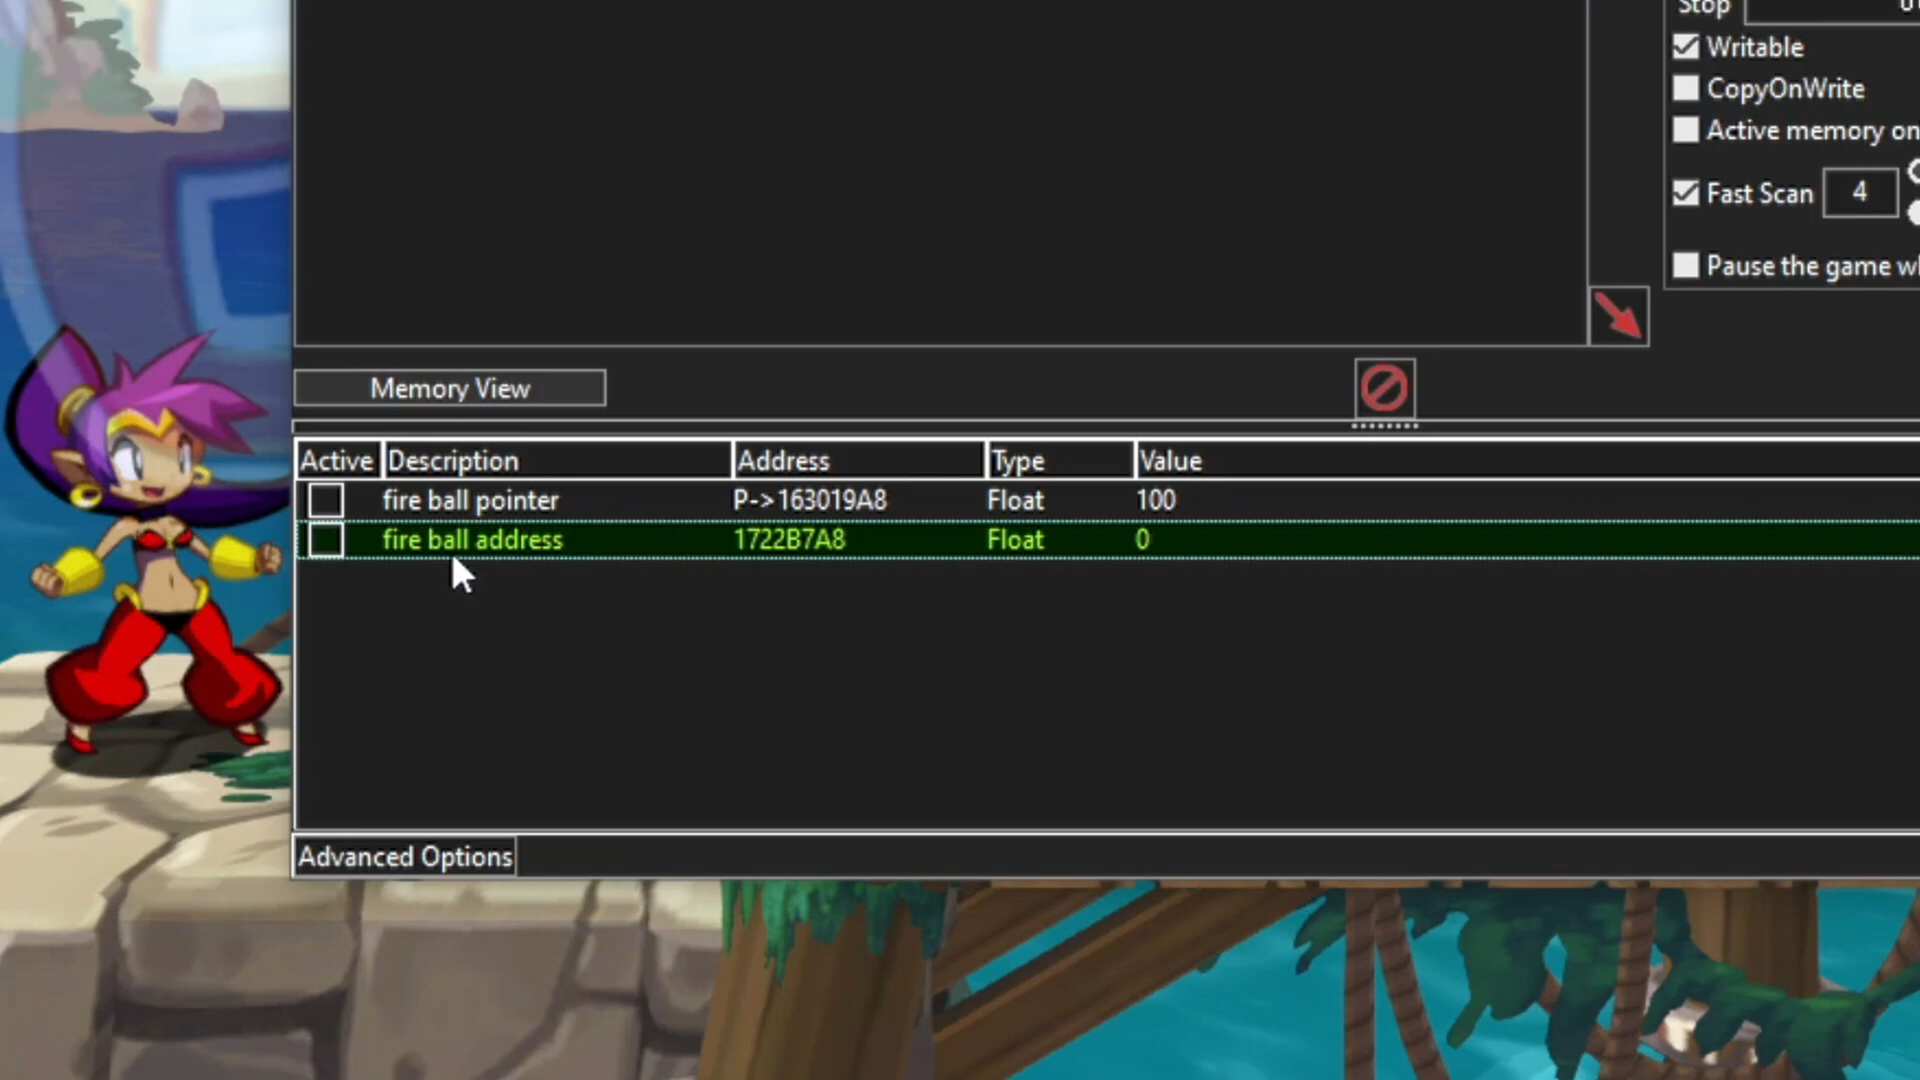 Stop
Writable
CopyOnWrite
Active memory on
Fast Scan 4
Pause the game wh
Memory View
Active Description Address Type Value
fire ball pointer P->163019A8 Float 100
fire ball address 1722B7A8 Float 0
Advanced Options